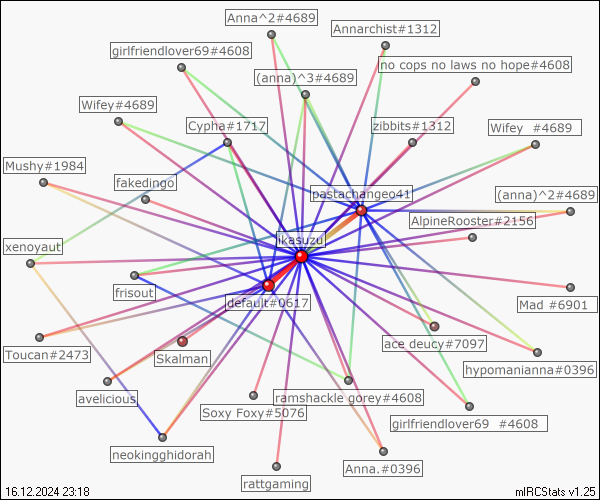 Anna^2#4689
Annarchist#1312
girlfriendlover69#4608
no cops no laws no hope#4608
(anna)^3#4689
Wifey#4689
Cypha#1717
zibbits#1312
Wifey #4689
Mushy#1984
fakedingo
pastachangeo41
(anna)^2#4689
AlpineRooster#2156
jkasuzu
xenoyaut
frisout
default#0617
Mad #6901
ace deucy#7097
Toucan#2473
Skalman
hypomanianna#0396
avelicious
ramshackle gorey#4608
Soxy Foxy#5076
girlfriendlover69 #4608
neokingghidorah
Anna.#0396
rattgaming
16.12.2024 23:18
mIRCStats v1.25